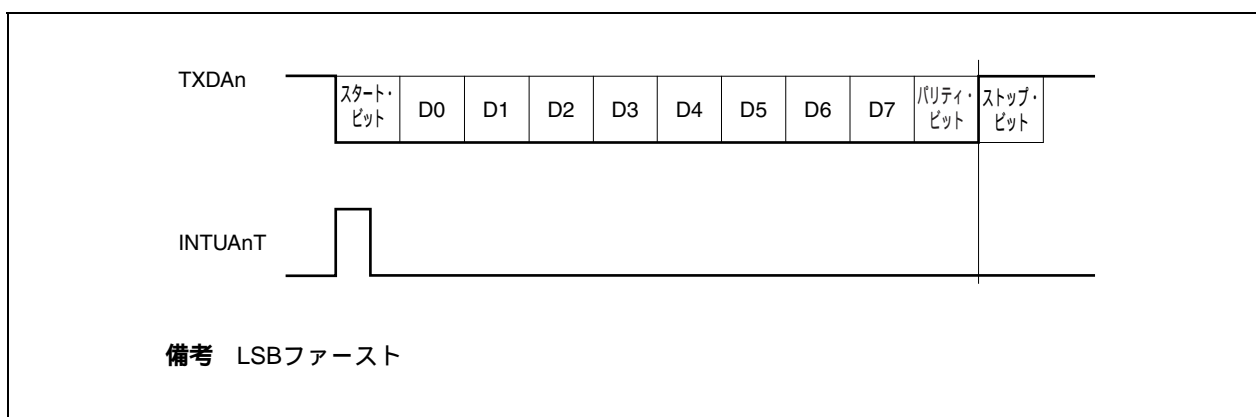 TXDAn
スタート・
ビット
D0 D1 D2 D3 D4 D5 D6 D7
パリティ・
ビット
ストップ・
ビット
INTUAnT
備考 LSBファースト